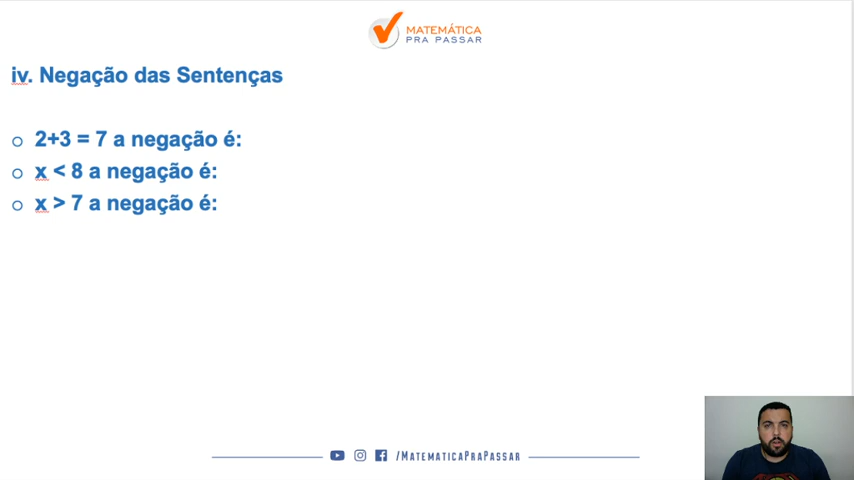 MATEMÁTICA
PRA PASSAR
iv. Negação das Sentenças
2+3 = 7 a negação é:
x < 8 a negação é:
x > 7 a negação é:
/MATEMATICAPRAPASSAR